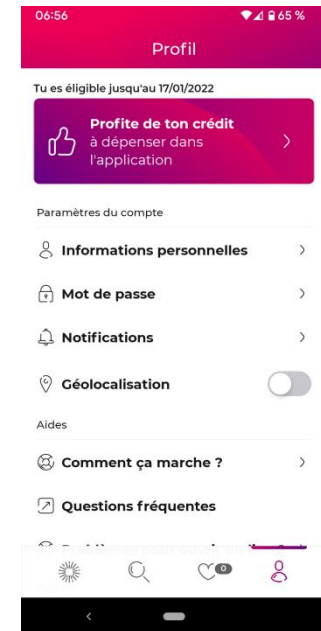 06:56
65 %
Profil
Tu es éligible jusqu'au 17/01/2022
Profite de ton crédit
à dépenser dans
l'application
Paramètres du compte
Informations personnelles
Mot de passe
Notifications
Géolocalisation
Aides
Comment ça marche ?
Questions fréquentes
0